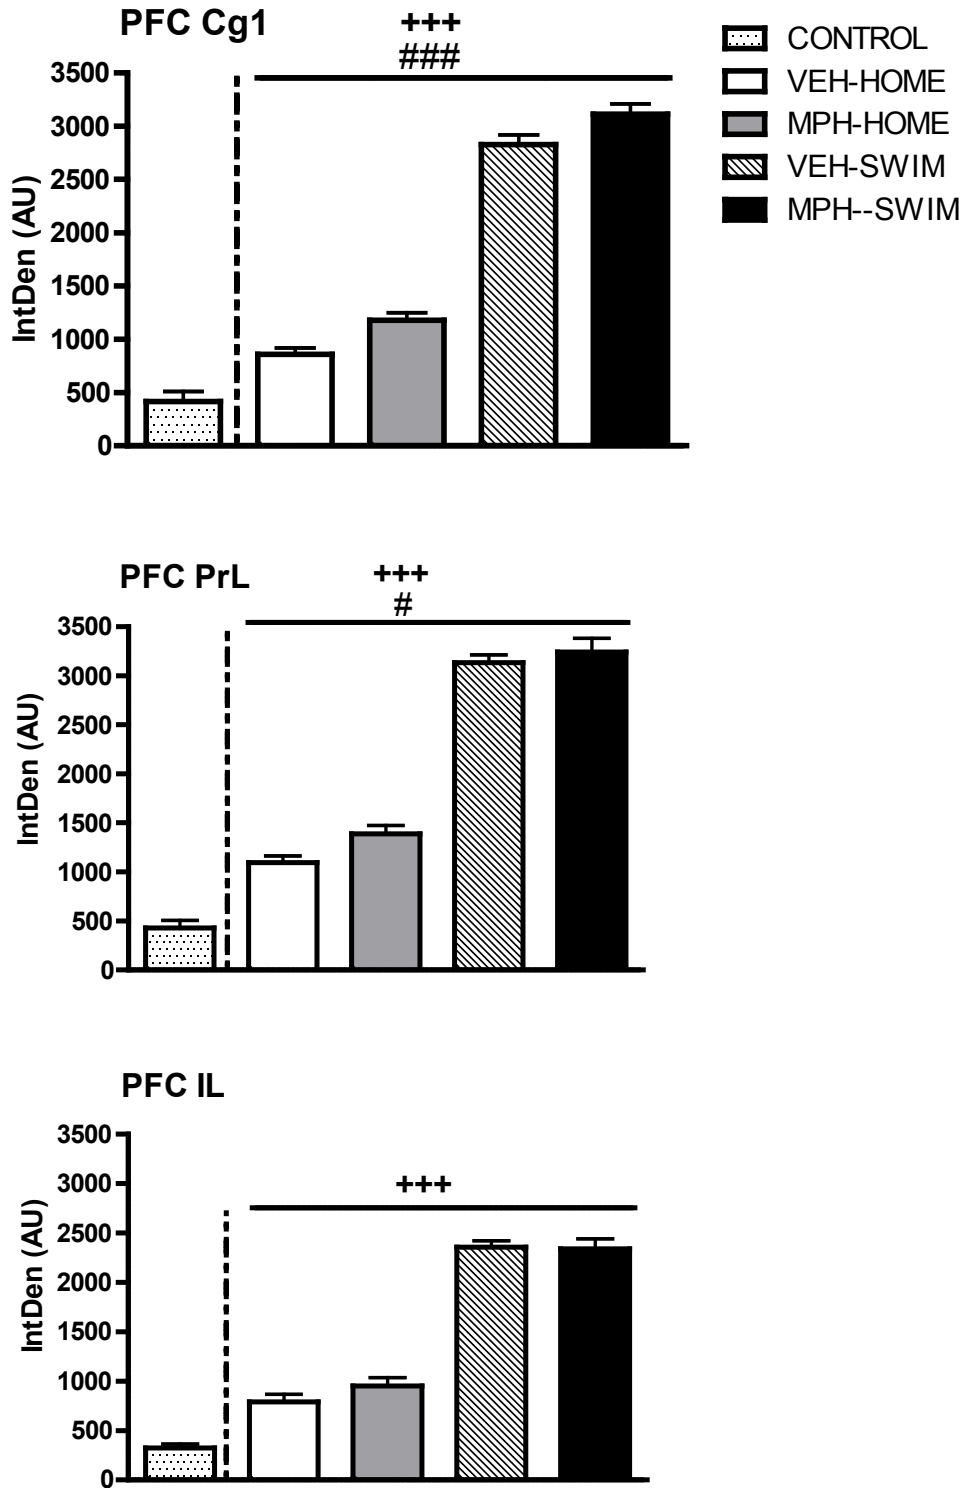 PFC Cg1
+++
###
CONTROL
VEH-HOME
MPH-HOME
VEH-SWIM
MPH--SWIM
IntDen (AU)
3500
3000
2500
2000
1500
1000
500
0
PFC PrL
+++
#
IntDen (AU)
3500
3000
2500
2000
1500
1000
500
0
PFC IL
+++
IntDen (AU)
3500
3000
2500
2000
1500
1000
500
0